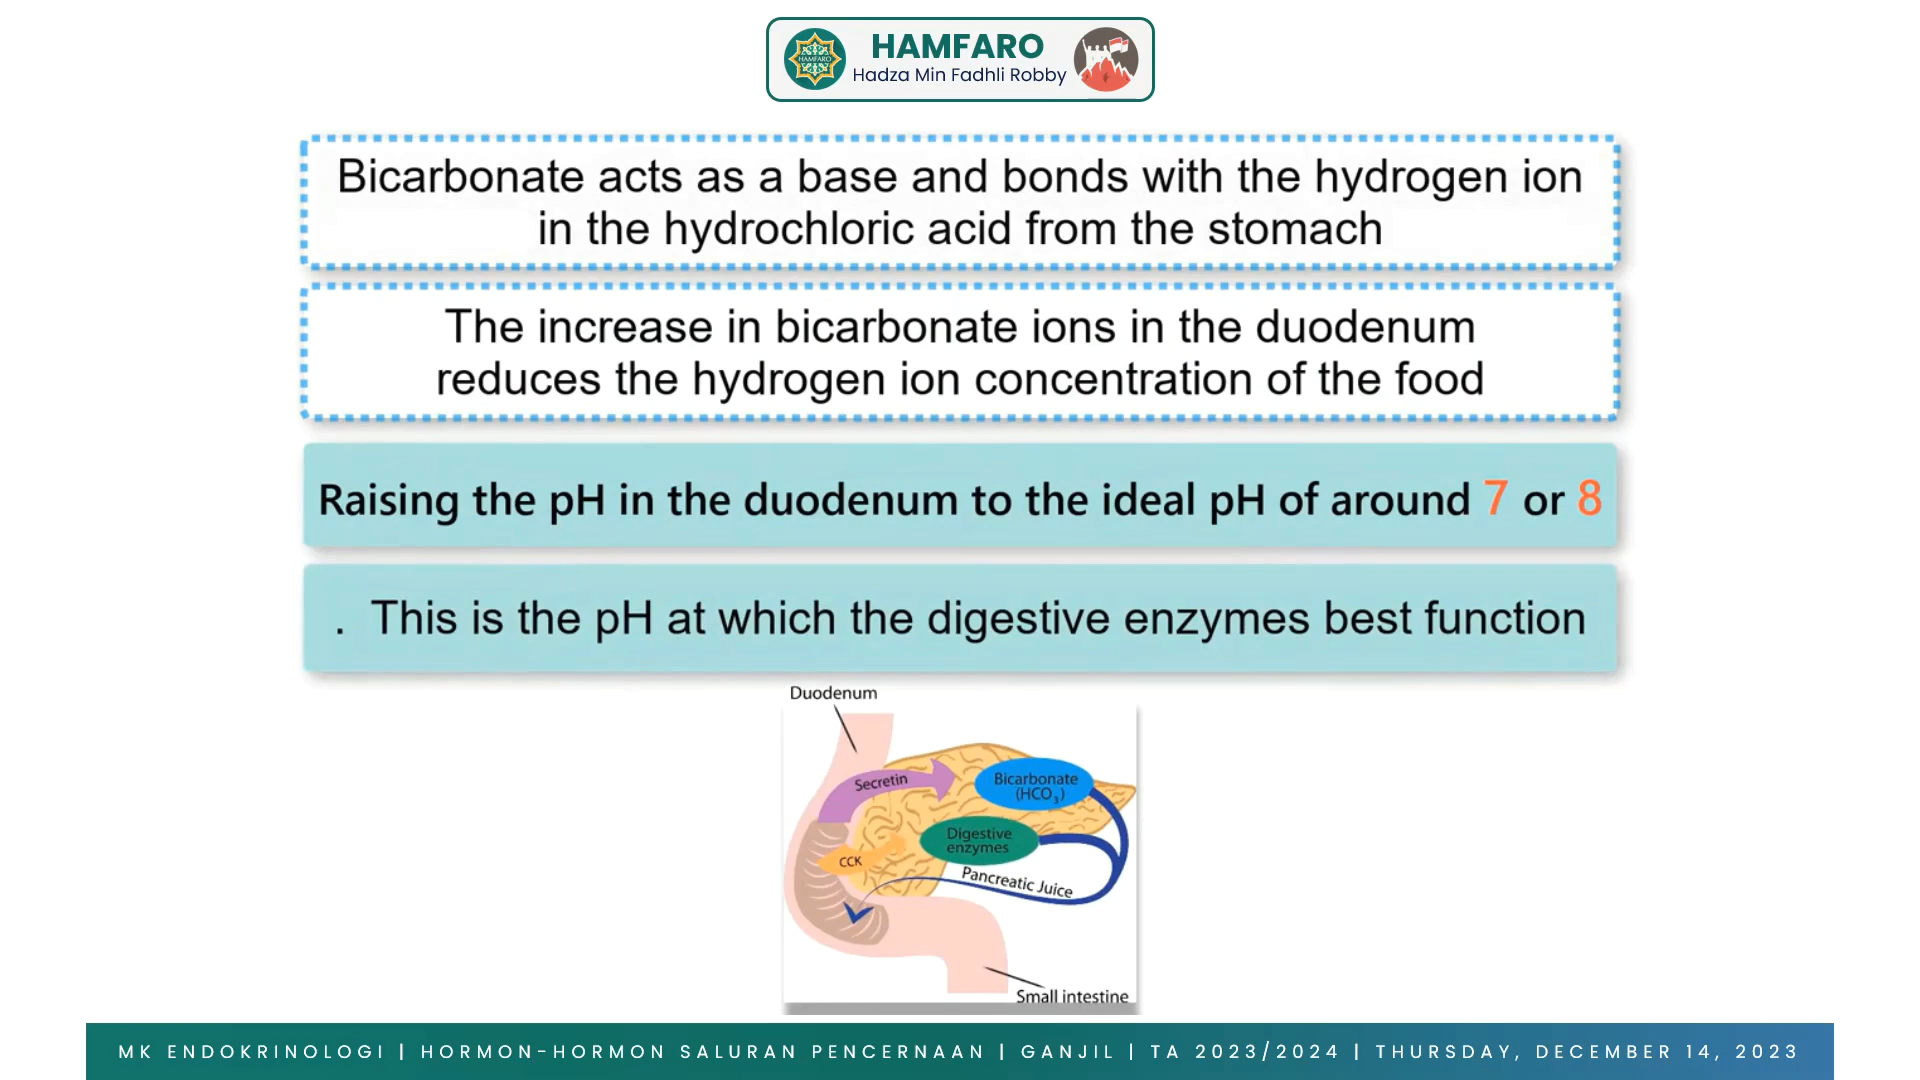 HAMFARO
HAMFARO
Hadza Min Fadhli Robby
Bicarbonate acts as a base and bonds with the hydrogen ion
in the hydrochloric acid from the stomach
The increase in bicarbonate ions in the duodenum
reduces the hydrogen ion concentration of the food
Raising the pH in the duodenum to the ideal pH of around 7 or 8
. This is the pH at which the digestive enzymes best function
Duodenum
Secretin
Bicarbonate
(HCO₃)
Digestive
enzymes
CCK
Pancreatic Juice
Small intestine
MK ENDOKRINOLOGI | HORMON-HORMON SALURAN PENCERNAAN | GANJIL | TA 2023/2024 | THURSDAY, DECEMBER 14, 2023